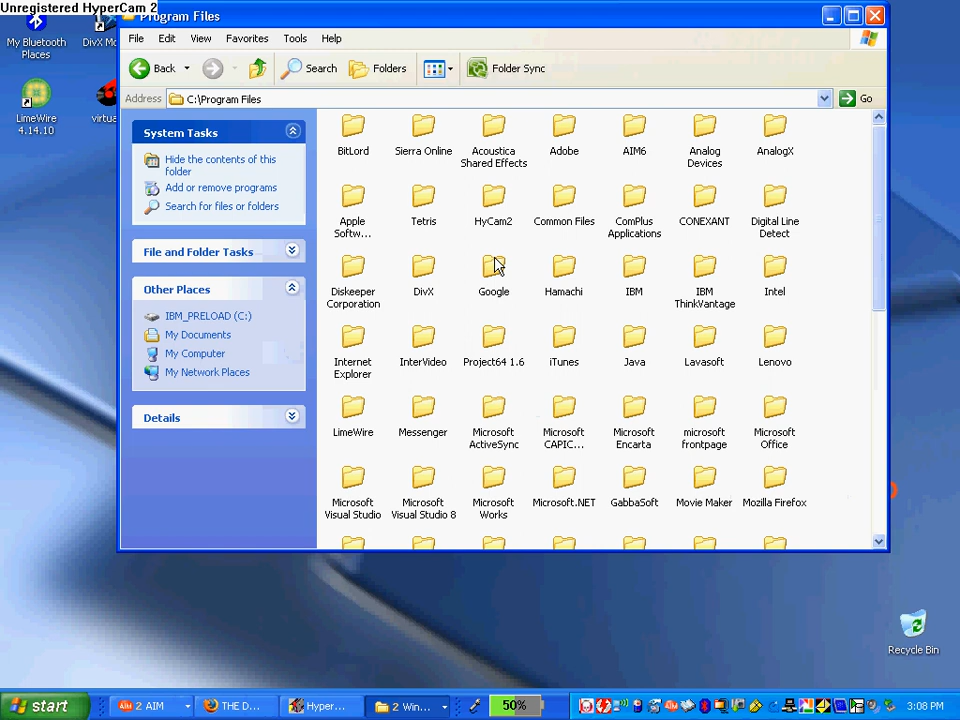 Unregistered HyperCam 2
Program Files
My Bluetooth
Places
DivX Mo
LimeWire
4.14.10
virtua
File Edit View Favorites Tools Help
Back Search Folders Folder Sync
Address C:\Program Files Go
System Tasks
Hide the contents of this
folder
Add or remove programs
Search for files or folders
File and Folder Tasks
Other Places
IBM_PRELOAD (C:)
My Documents
My Computer
My Network Places
Details
BitLord Sierra Online Acoustica Adobe AIM6 Analog AnalogX
Shared Effects Devices
Apple Tetris HyCam2 Common Files ComPlus CONEXANT Digital Line
Softw... Applications Detect
Diskeeper DivX Google Hamachi IBM IBM Intel
Corporation ThinkVantage
Internet InterVideo Project64 1.6 iTunes Java Lavasoft Lenovo
Explorer
LimeWire Messenger Microsoft Microsoft Microsoft microsoft Microsoft
ActiveSync CAPIC... Encarta frontpage Office
Microsoft Microsoft Microsoft Microsoft.NET GabbaSoft Movie Maker Mozilla Firefox
Visual Studio Visual Studio 8 Works
Recycle Bin
start 2 AIM THE D... Hyper... 2 Win... 50% 3:08 PM